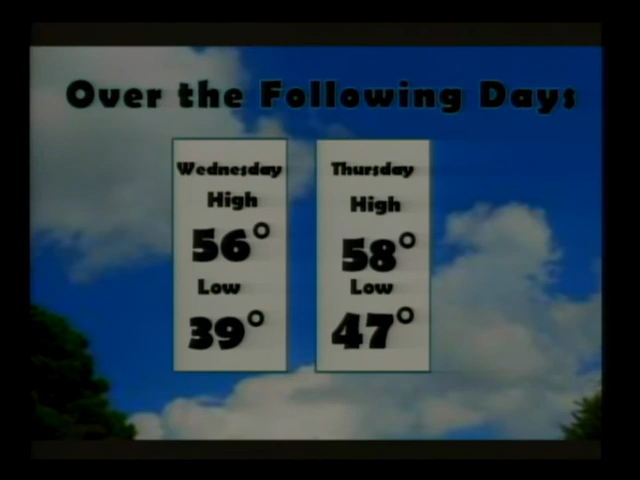 Over the Following Days
Wednesday
High
56°
Low
39°
Thursday
High
58°
Low
47°